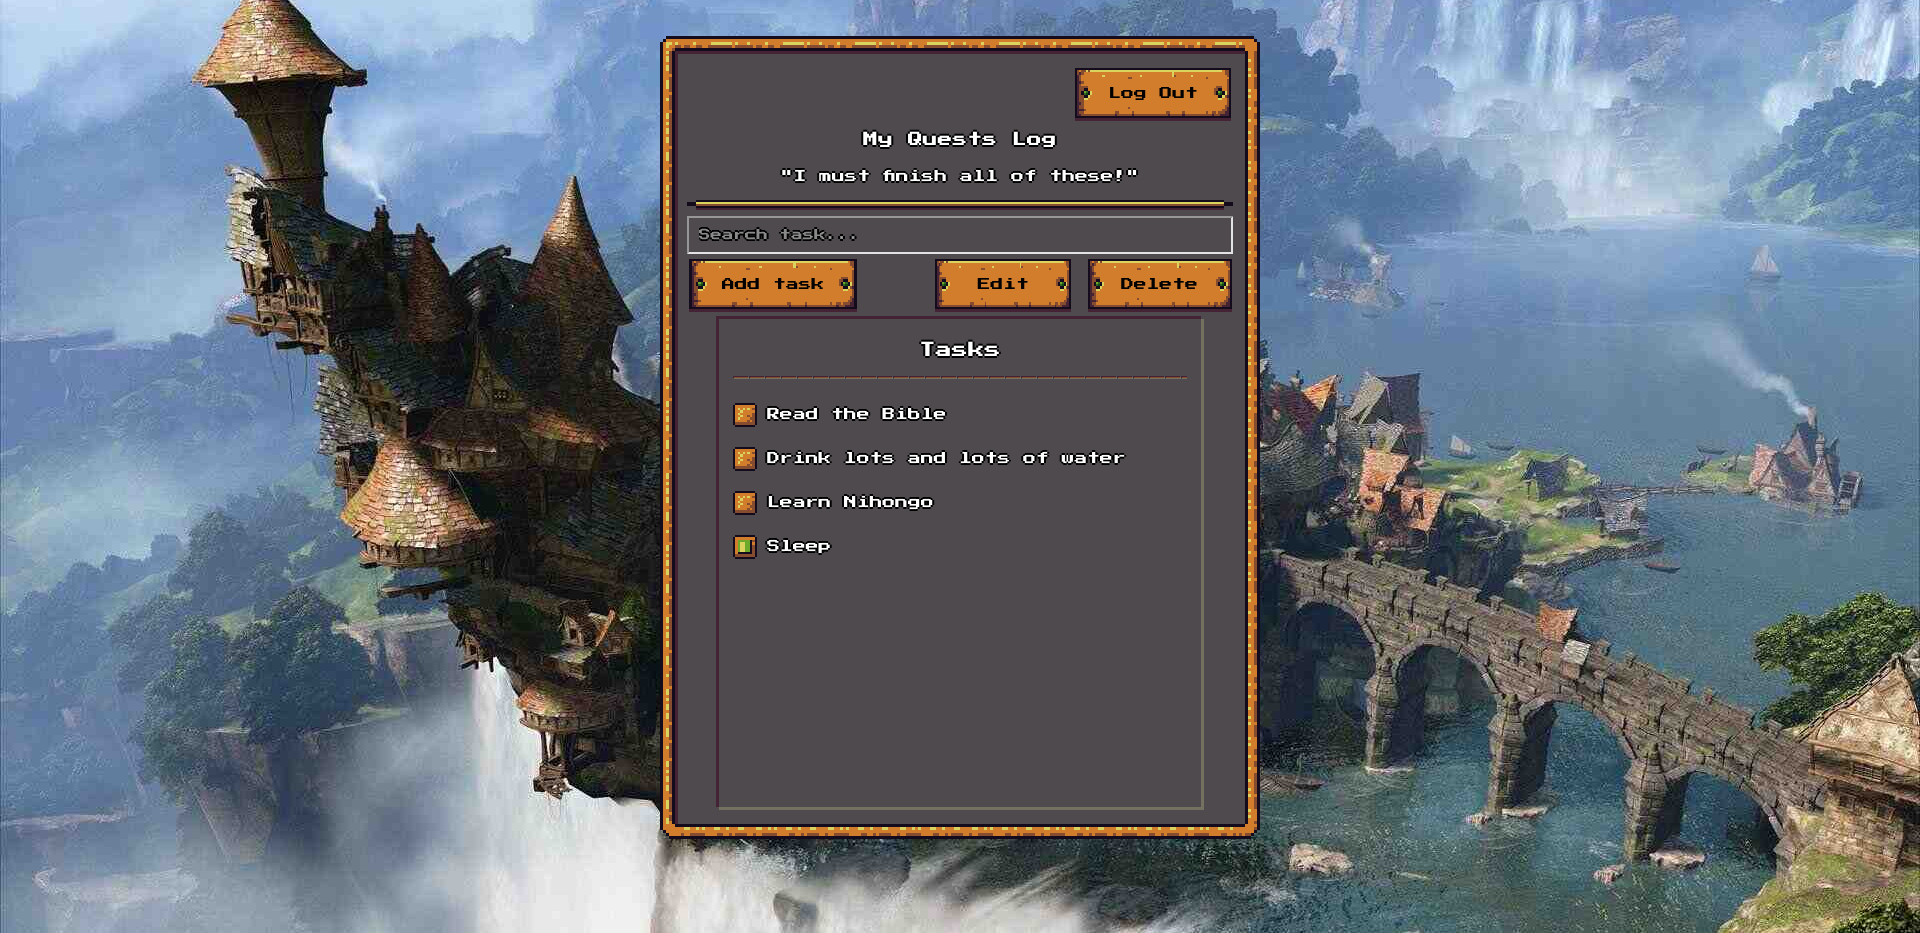 Log Out
My Quests Log
"I must finish all of these!"
Search task...
Add task
Edit
Delete
Tasks
Read the Bible
Drink lots and lots of water
Learn Nihongo
Sleep